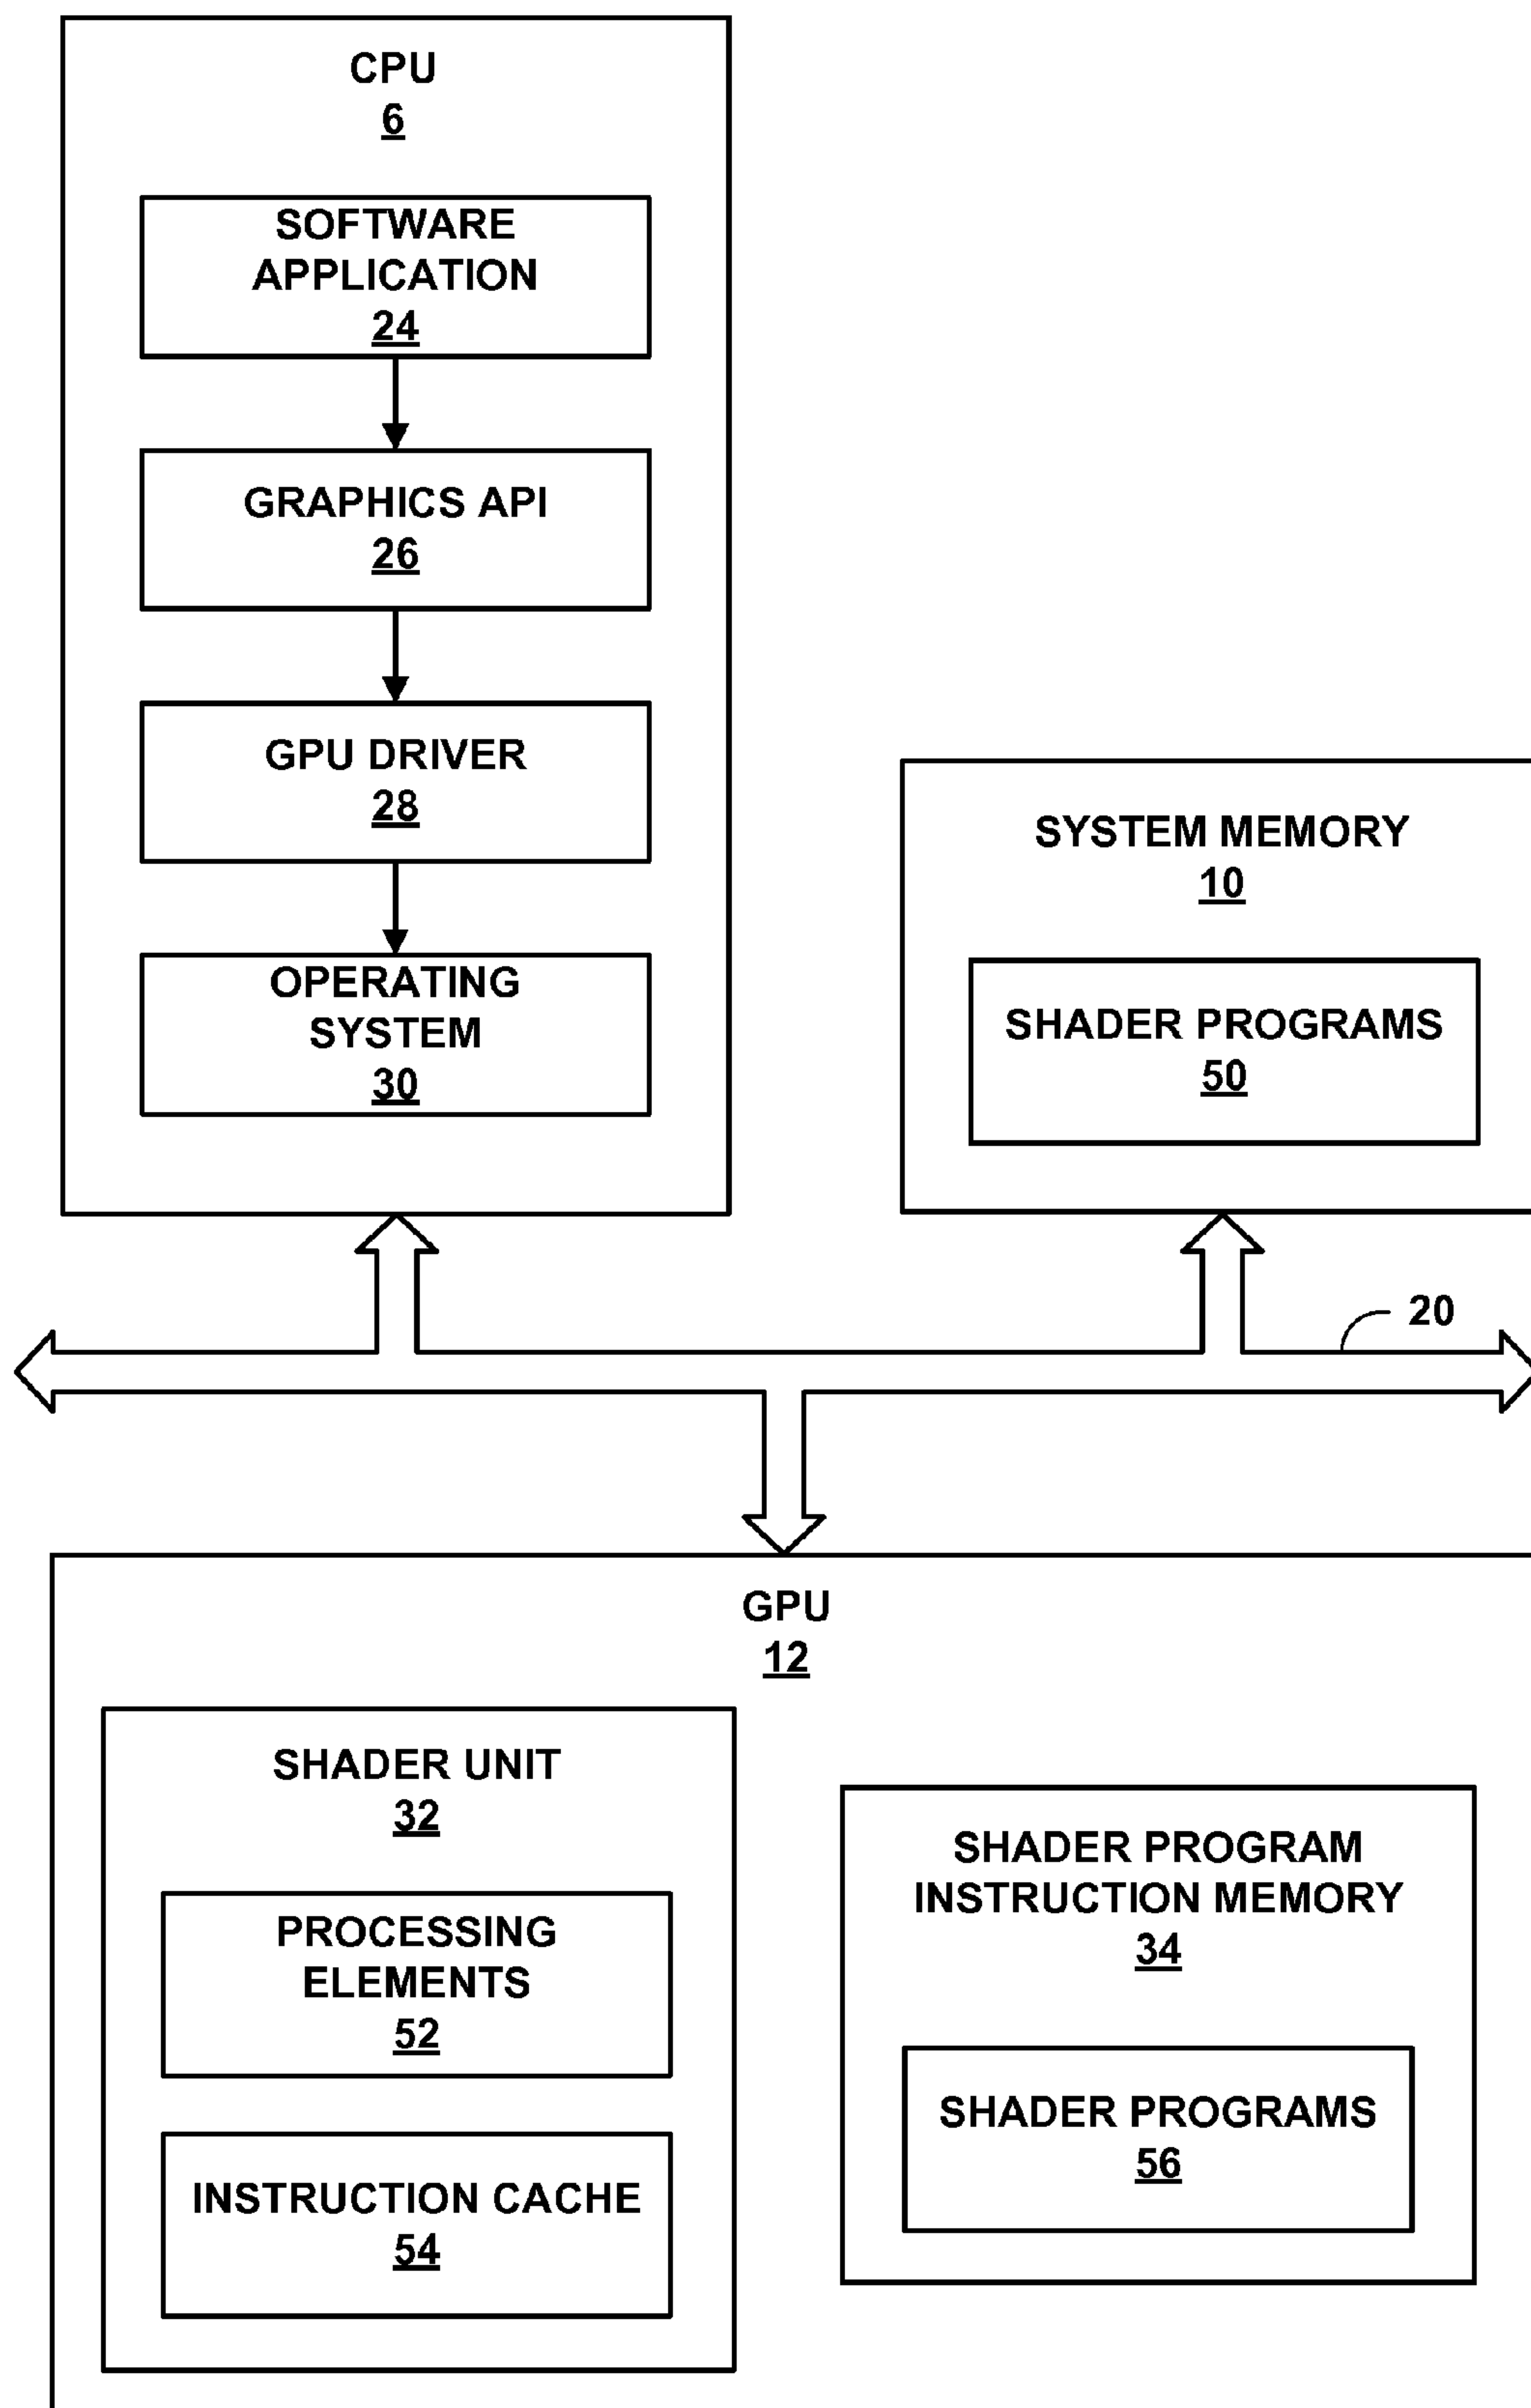 CPU
6
SOFTWARE
APPLICATION
24
GRAPHICS API
26
GPU DRIVER
28
OPERATING
SYSTEM
30
SYSTEM MEMORY
10
SHADER PROGRAMS
50
20
GPU
12
SHADER UNIT
32
PROCESSING
ELEMENTS
52
INSTRUCTION CACHE
54
SHADER PROGRAM
INSTRUCTION MEMORY
34
SHADER PROGRAMS
56